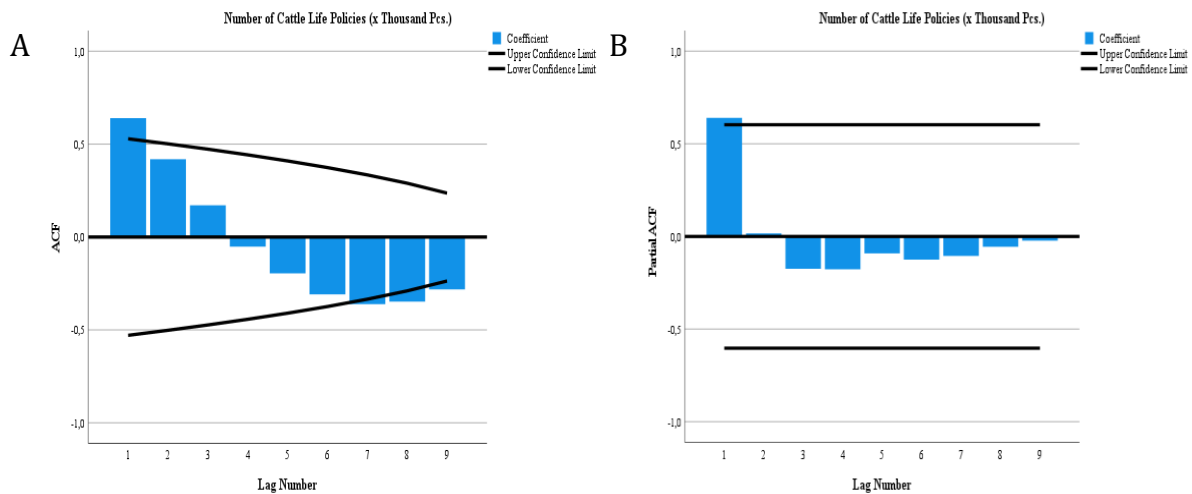 A
Number of Cattle Life Policies (x Thousand Pcs.)
Coefficient
Upper Confidence Limit
Lower Confidence Limit
1,0
0,5
0,0
-0,5
-1,0
ACF
1 2 3 4 5 6 7 8 9
Lag Number
B
Number of Cattle Life Policies (x Thousand Pcs.)
Coefficient
Upper Confidence Limit
Lower Confidence Limit
1,0
0,5
0,0
-0,5
-1,0
Partial ACF
1 2 3 4 5 6 7 8 9
Lag Number